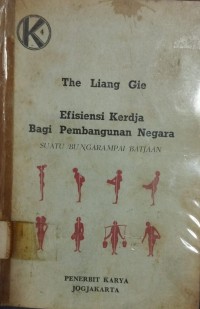 The Liang Gie
Efisiensi Kerdja
Bagi Pembangunan Negara
SUATU BUNGARAMPAI BATJAAN
PENERBIT KARYA
JOGJAKARTA